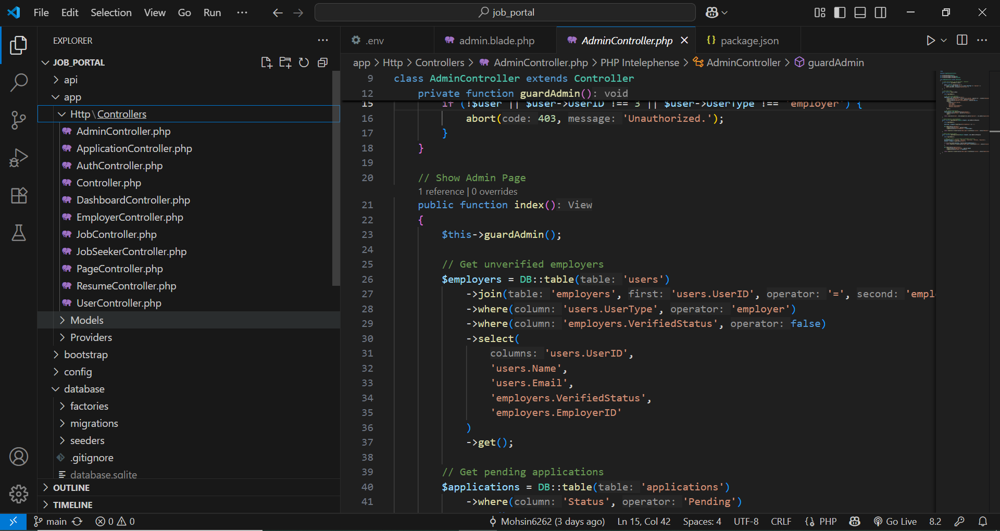 File Edit Selection View Go Run ··· job_portal
EXPLORER
JOB_PORTAL
api
app
Http\Controllers
AdminController.php
ApplicationController.php
AuthController.php
Controller.php
DashboardController.php
EmployerController.php
JobController.php
JobSeekerController.php
PageController.php
ResumeController.php
UserController.php
Models
Providers
bootstrap
config
database
factories
migrations
seeders
.gitignore
database.sqlite
OUTLINE
TIMELINE
.env admin.blade.php AdminController.php {} package.json
app > Http > Controllers > AdminController.php > PHP Intelephense > AdminController > guardAdmin
9 class AdminController extends Controller
12 private function guardAdmin(): void
15 if (!$user || $user->UserID !== 3 || $user->UserType !== 'employer') {
16 abort(code: 403, message: 'Unauthorized.');
17 }
18 }
19
20 // Show Admin Page
1 reference | 0 overrides
21 public function index(): View
22 {
23 $this->guardAdmin();
24
25 // Get unverified employers
26 $employers = DB::table(table: 'users')
27 ->join(table: 'employers', first: 'users.UserID', operator: '=', second: 'empl
28 ->where(column: 'users.UserType', operator: 'employer')
29 ->where(column: 'employers.VerifiedStatus', operator: false)
30 ->select(
31 columns: 'users.UserID',
32 'users.Name',
33 'users.Email',
34 'employers.VerifiedStatus',
35 'employers.EmployerID'
36 )
37 ->get();
38
39 // Get pending applications
40 $applications = DB::table(table: 'applications')
41 ->where(column: 'Status', operator: 'Pending')
main 0 0 Mohsin6262 (3 days ago) Ln 15, Col 42 Spaces: 4 UTF-8 CRLF PHP Go Live 8.2